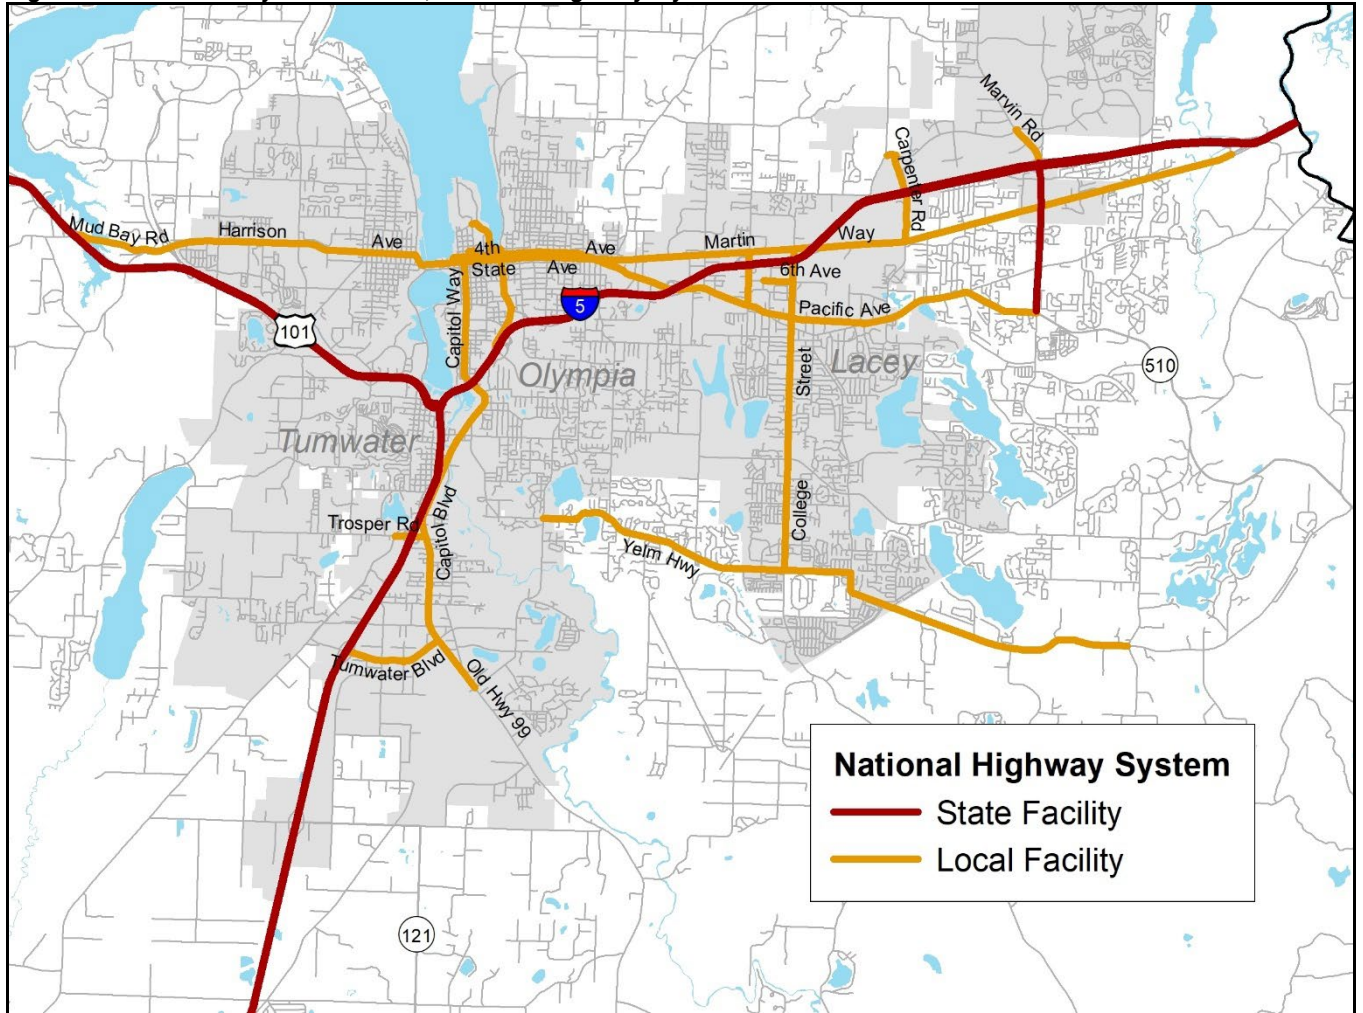 Marvin Rd
Carpenter Rd
Mud Bay Rd
Harrison
Ave
4th
Ave
Martin
Way
State
Ave
6th Ave
Capitol Way
5
Pacific Ave
101
Olympia
Street
Lacey
510
Tumwater
Trosper Rd
Capitol Blvd
College
Yelm Hwy
Tumwater Blvd
Old Hwy 99
National Highway System
State Facility
Local Facility
121